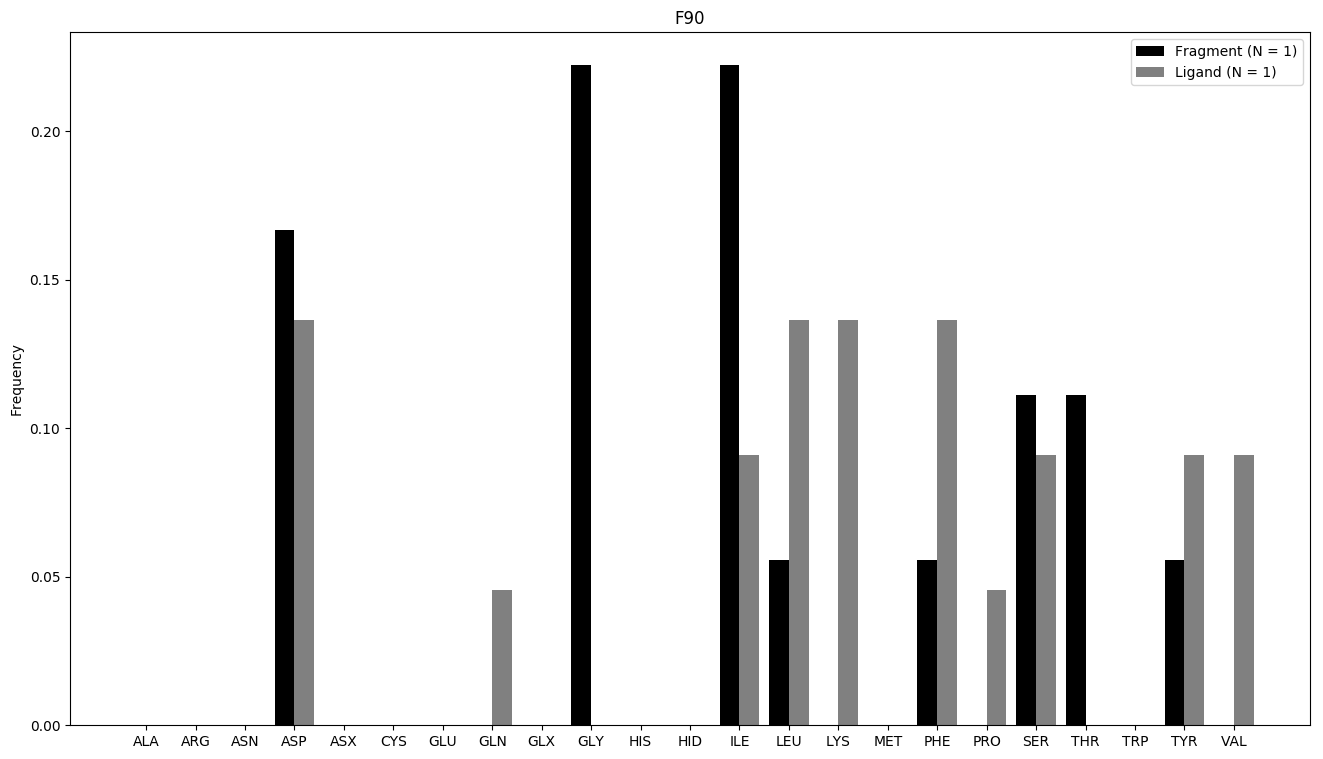 F90
Fragment (N = 1)
Ligand (N = 1)
Frequency
0.20
0.15
0.10
0.05
0.00
ALA ARG ASN ASP ASX CYS GLU GLN GLX GLY HIS HID ILE LEU LYS MET PHE PRO SER THR TRP TYR VAL